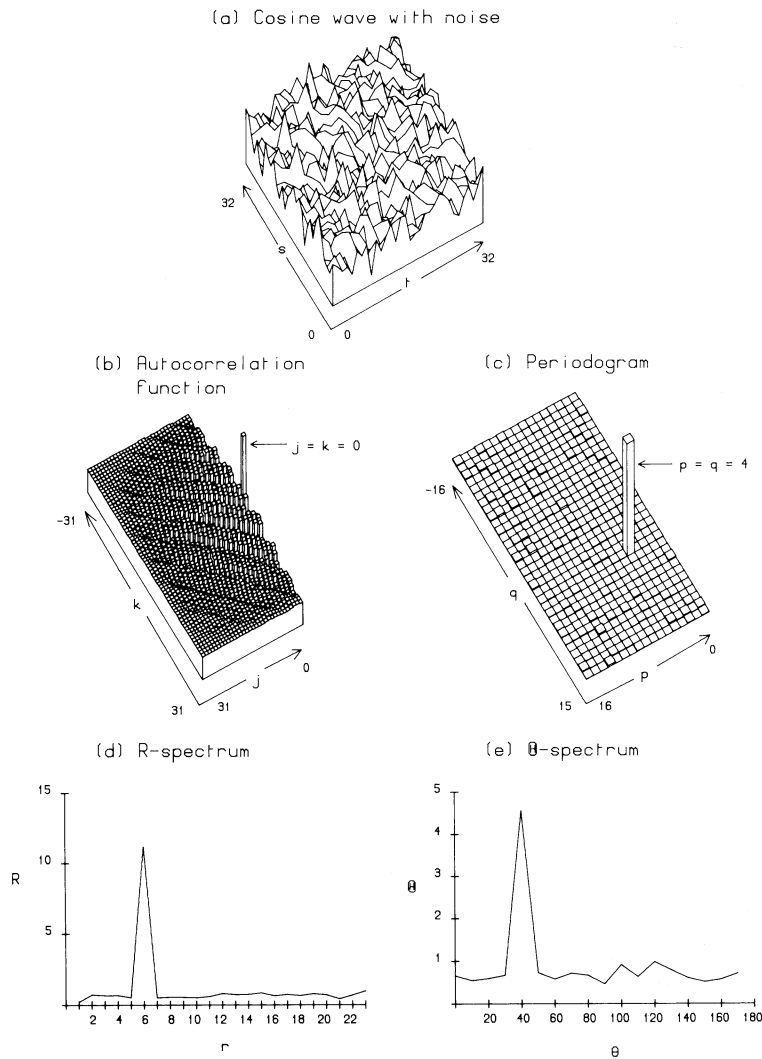 (a) Cosine wave with noise
32
s
t
32
0 0
(b) Autocorrelation
function
j = k = 0
-31
k
j
0
31 31
(c) Periodogram
p = q = 4
-16
q
p
0
15 16
(d) R-spectrum
15
10
5
R
2 4 6 8 10 12 14 16 18 20 22
r
(e) Θ-spectrum
5
4
3
2
1
Θ
20 40 60 80 100 120 140 160 180
θ